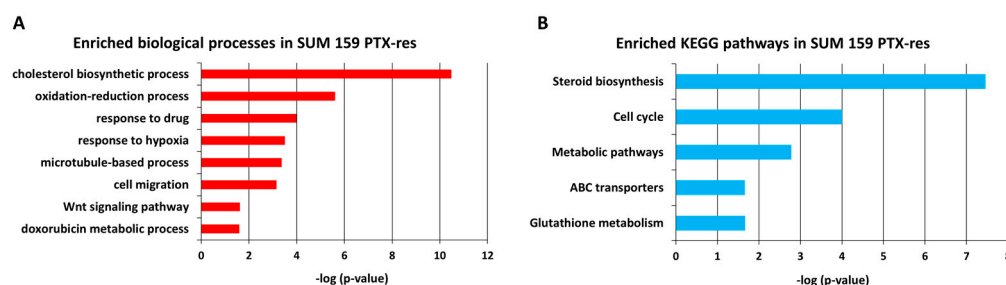 A
Enriched biological processes in SUM 159 PTX-res
cholesterol biosynthetic process
oxidation-reduction process
response to drug
response to hypoxia
microtubule-based process
cell migration
Wnt signaling pathway
doxorubicin metabolic process
0 2 4 6 8 10 12
-log (p-value)
B
Enriched KEGG pathways in SUM 159 PTX-res
Steroid biosynthesis
Cell cycle
Metabolic pathways
ABC transporters
Glutathione metabolism
0 1 2 3 4 5 6 7 8
-log (p-value)